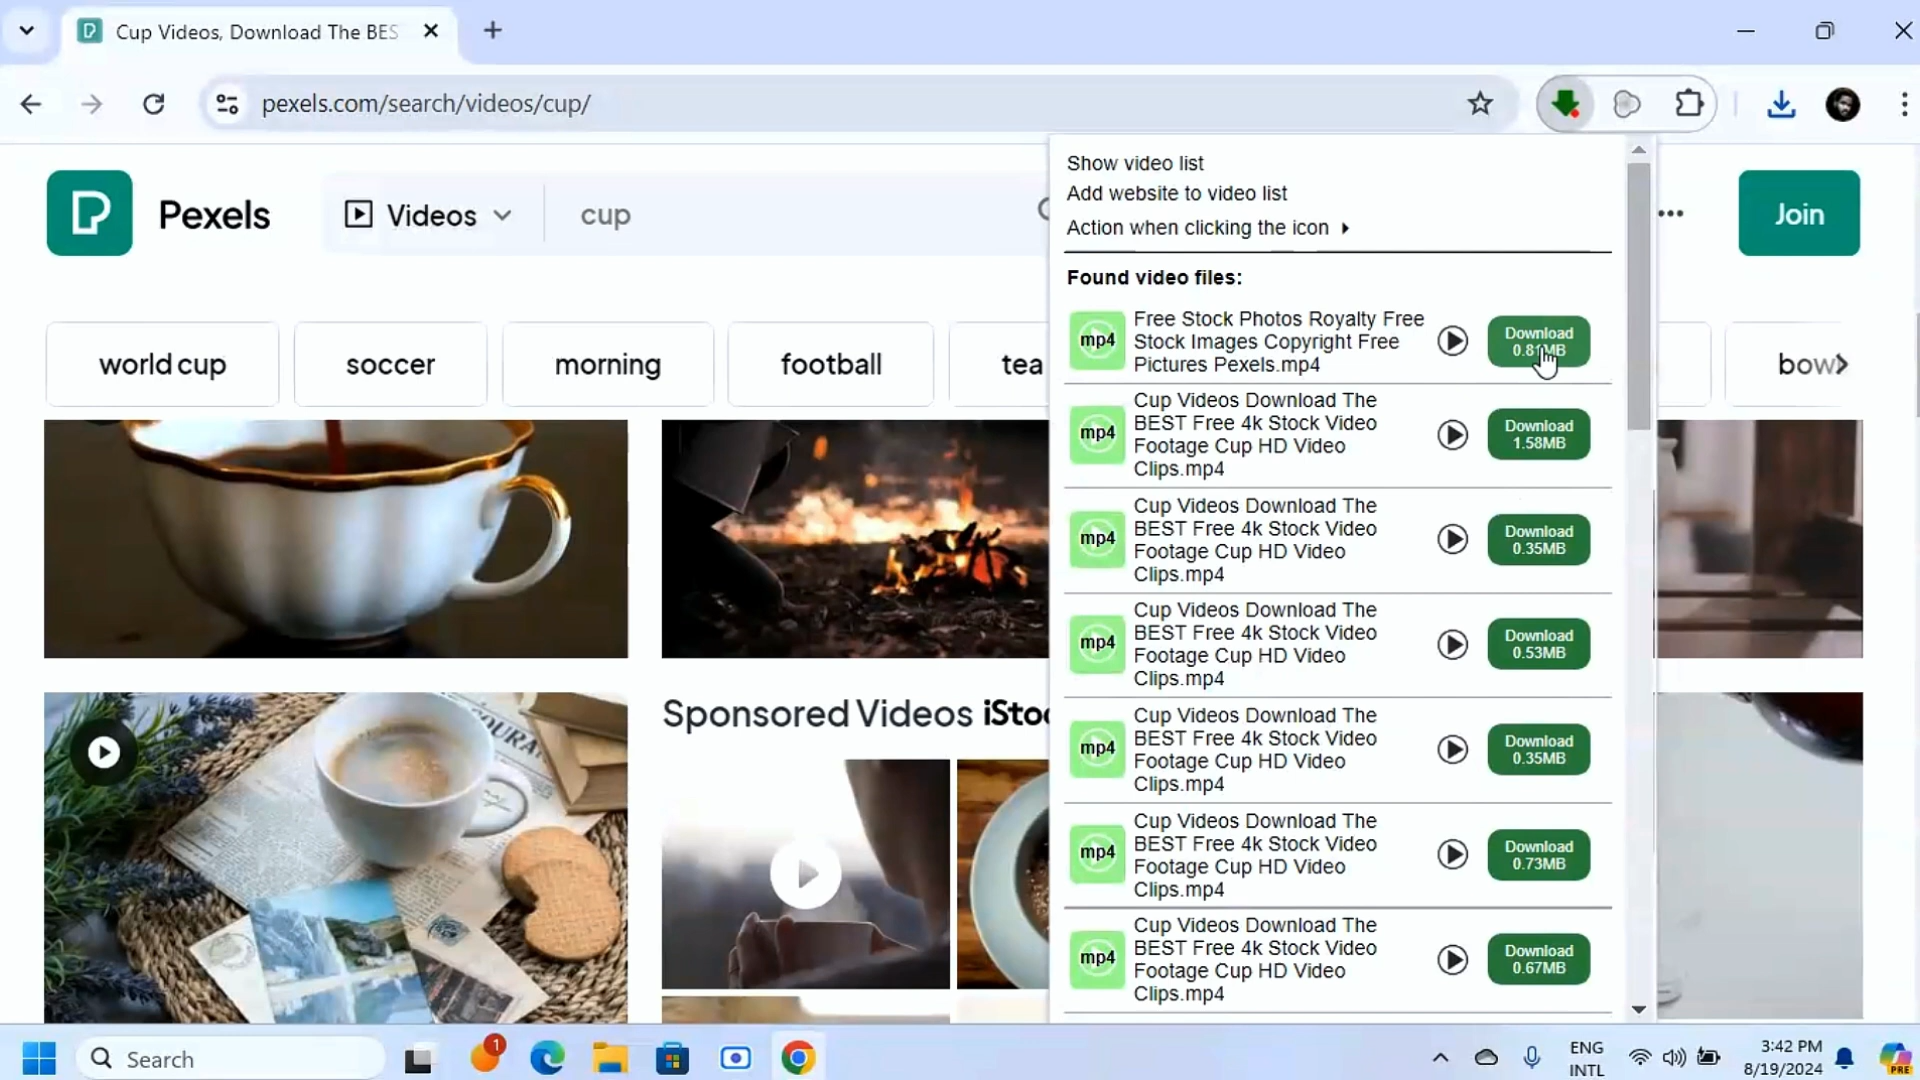 Cup Videos, Download The BES
pexels.com/search/videos/cup/
Pexels
Videos
cup
Join
world cup
soccer
morning
football
tea
bowl
Show video list
Add website to video list
Action when clicking the icon
Found video files:
mp4
Free Stock Photos Royalty Free
Stock Images Copyright Free
Pictures Pexels.mp4
Download
0.81MB
mp4
Cup Videos Download The
BEST Free 4k Stock Video
Footage Cup HD Video
Clips.mp4
Download
1.58MB
mp4
Cup Videos Download The
BEST Free 4k Stock Video
Footage Cup HD Video
Clips.mp4
Download
0.35MB
mp4
Cup Videos Download The
BEST Free 4k Stock Video
Footage Cup HD Video
Clips.mp4
Download
0.53MB
mp4
Cup Videos Download The
BEST Free 4k Stock Video
Footage Cup HD Video
Clips.mp4
Download
0.35MB
mp4
Cup Videos Download The
BEST Free 4k Stock Video
Footage Cup HD Video
Clips.mp4
Download
0.73MB
mp4
Cup Videos Download The
BEST Free 4k Stock Video
Footage Cup HD Video
Clips.mp4
Download
0.67MB
Sponsored Videos iStoc
Search
1
ENG
INTL
3:42 PM
8/19/2024
PRE